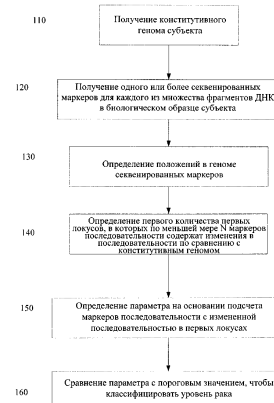 110
Получение конститутивного
генома субъекта
120
Получение одного или более секвенированных
маркеров для каждого из множества фрагментов ДНК
в биологическом образце субъекта
130
Определение положений в геноме
секвенированных маркеров
140
Определение первого количества первых
локусов, в которых по меньшей мере N маркеров
последовательности содержат изменения в
последовательности по сравнению с
конститутивным геномом
150
Определение параметра на основании подсчета
маркеров последовательности с измененной
последовательностью в первых локусах
160
Сравнение параметра с пороговым значением, чтобы
классифицировать уровень рака